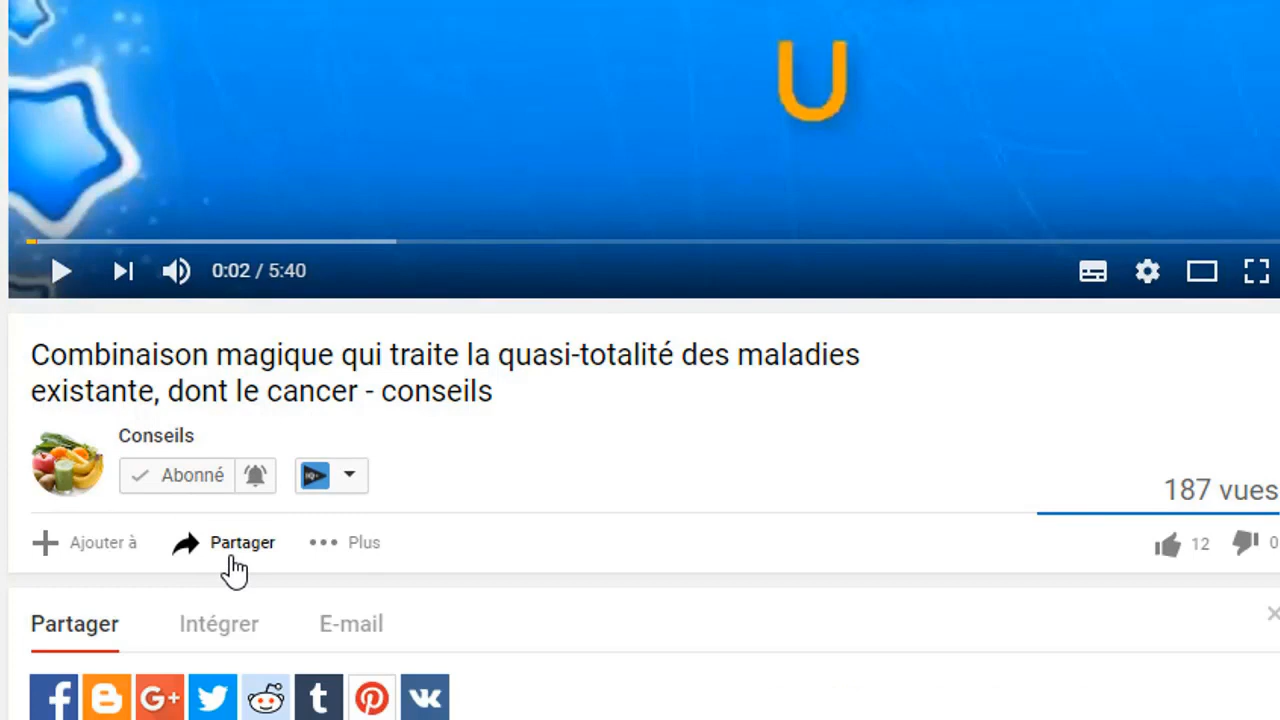 U
0:02 / 5:40
Combinaison magique qui traite la quasi-totalité des maladies
existante, dont le cancer - conseils
Conseils
Abonné
187 vues
Ajouter à
Partager
Plus
12
0
Partager
Intégrer
E-mail